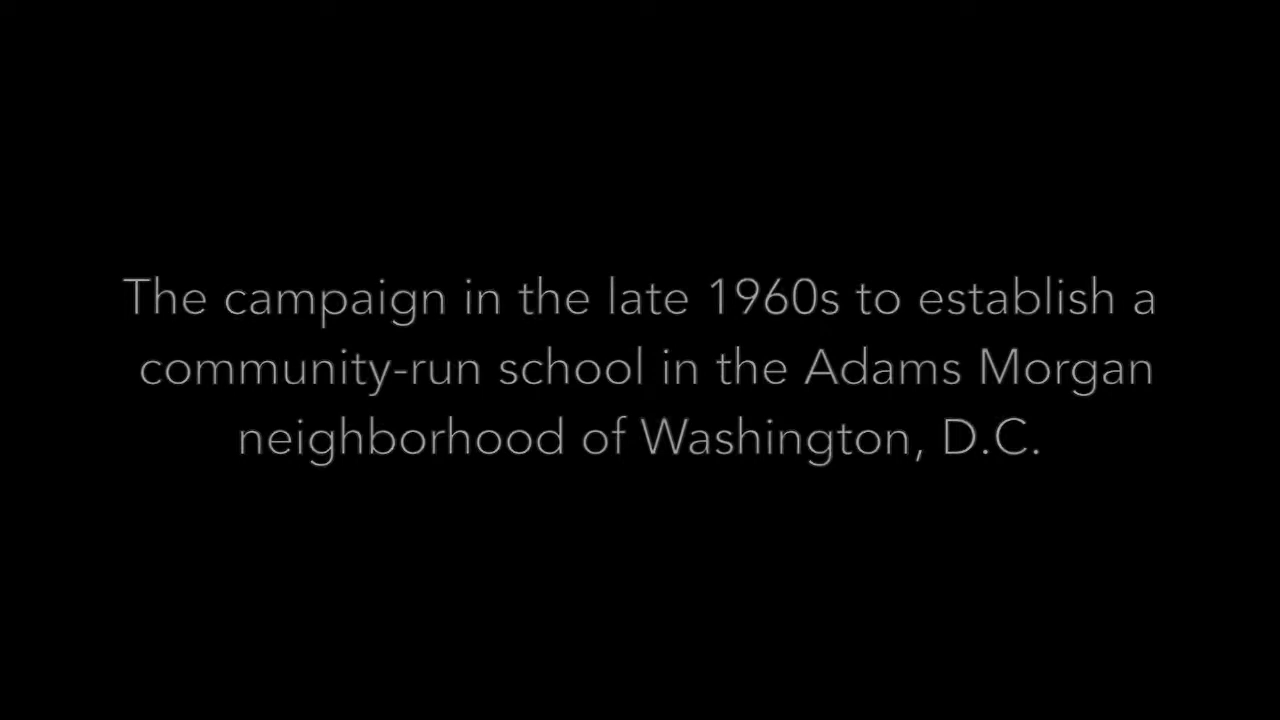 The campaign in the late 1960s to establish a
community-run school in the Adams Morgan
neighborhood of Washington, D.C.